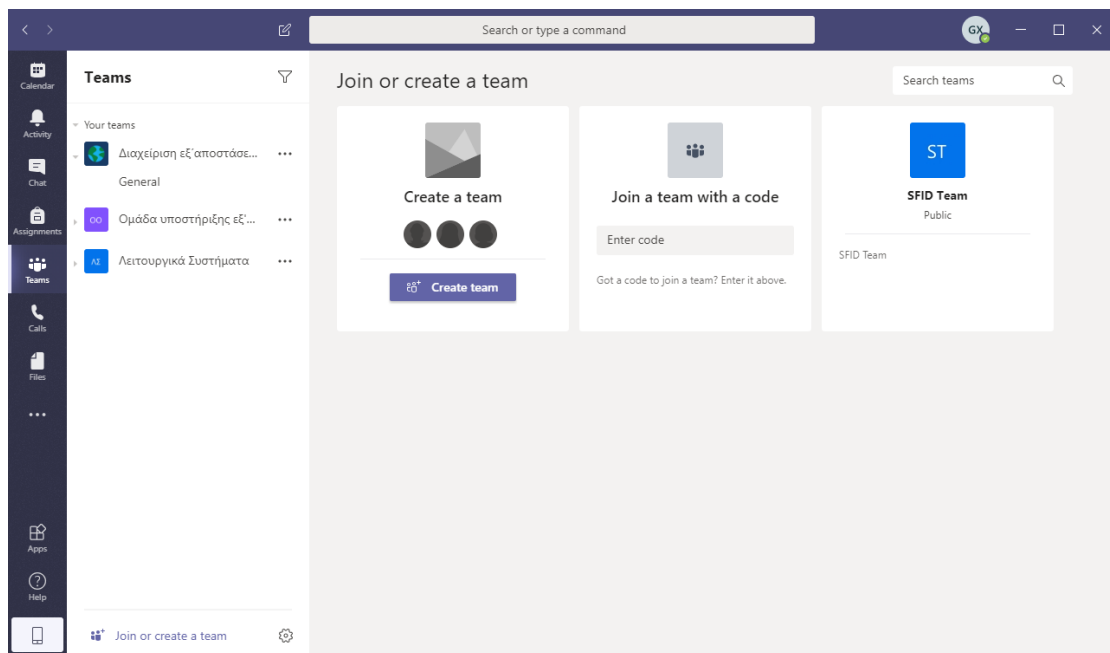 Search or type a command
GX
Calendar
Activity
Chat
Assignments
Teams
Calls
Files
Apps
Help
Teams
Your teams
Διαχείριση εξ΄αποστάσε...
General
ΟΟ
Ομάδα υποστήριξης εξ'...
ΛΣ
Λειτουργικά Συστήματα
Join or create a team
Join or create a team
Search teams
Create a team
Create team
Join a team with a code
Enter code
Got a code to join a team? Enter it above.
ST
SFID Team
Public
SFID Team